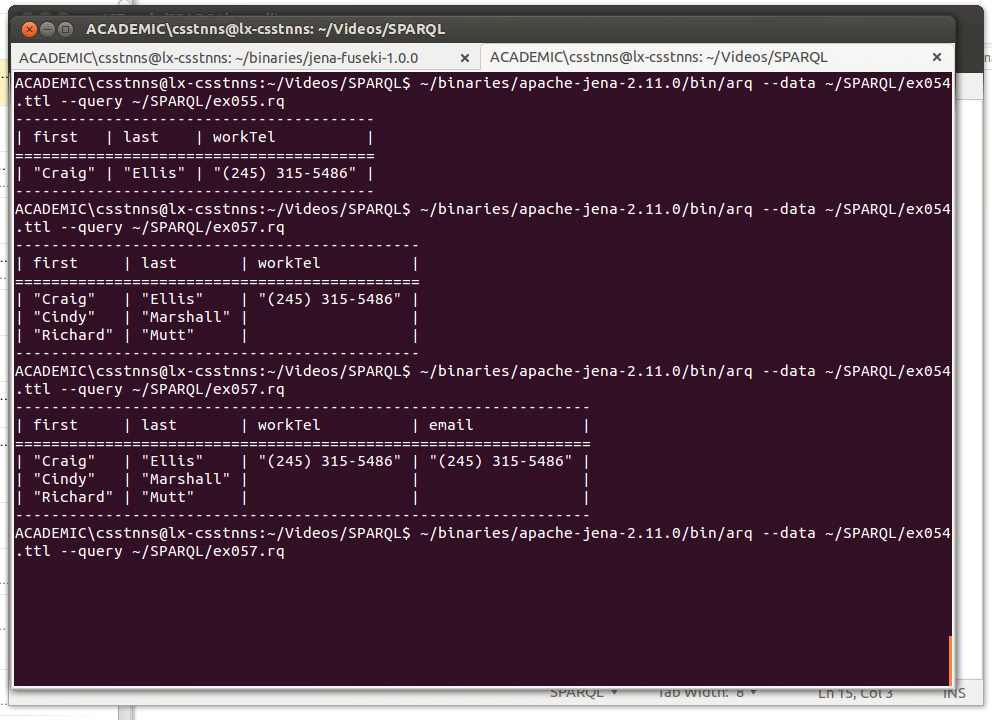 ACADEMIC\csstnns@lx-csstnns: ~/Videos/SPARQL
ACADEMIC\csstnns@lx-csstnns: ~/binaries/jena-fuseki-1.0.0 × ACADEMIC\csstnns@lx-csstnns: ~/Videos/SPARQL ×
ACADEMIC\csstnns@lx-csstnns:~/Videos/SPARQL$ ~/binaries/apache-jena-2.11.0/bin/arq --data ~/SPARQL/ex054
.ttl --query ~/SPARQL/ex055.rq
----------------------------------------
| first   | last    | workTel          |
========================================
| "Craig" | "Ellis" | "(245) 315-5486" |
----------------------------------------
ACADEMIC\csstnns@lx-csstnns:~/Videos/SPARQL$ ~/binaries/apache-jena-2.11.0/bin/arq --data ~/SPARQL/ex054
.ttl --query ~/SPARQL/ex057.rq
---------------------------------------------
| first     | last       | workTel          |
=============================================
| "Craig"   | "Ellis"    | "(245) 315-5486" |
| "Cindy"   | "Marshall" |                  |
| "Richard" | "Mutt"     |                  |
---------------------------------------------
ACADEMIC\csstnns@lx-csstnns:~/Videos/SPARQL$ ~/binaries/apache-jena-2.11.0/bin/arq --data ~/SPARQL/ex054
.ttl --query ~/SPARQL/ex057.rq
----------------------------------------------------------------
| first     | last       | workTel          | email            |
================================================================
| "Craig"   | "Ellis"    | "(245) 315-5486" | "(245) 315-5486" |
| "Cindy"   | "Marshall" |                  |                  |
| "Richard" | "Mutt"     |                  |                  |
----------------------------------------------------------------
ACADEMIC\csstnns@lx-csstnns:~/Videos/SPARQL$ ~/binaries/apache-jena-2.11.0/bin/arq --data ~/SPARQL/ex054
.ttl --query ~/SPARQL/ex057.rq
SPARQL ▾ Tab Width: 8 ▾ Ln 15, Col 3 INS